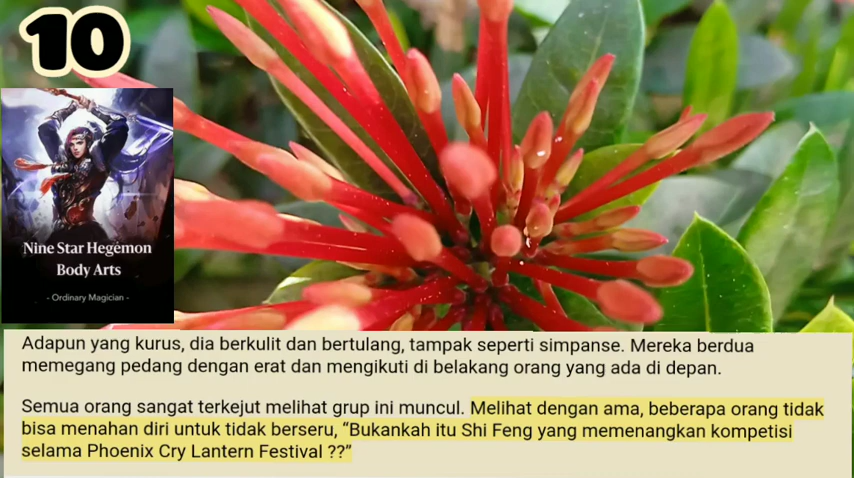 10
Nine Star Hegemon
Body Arts
- Ordinary Magician -
Adapun yang kurus, dia berkulit dan bertulang, tampak seperti simpanse. Mereka berdua
memegang pedang dengan erat dan mengikuti di belakang orang yang ada di depan.
Semua orang sangat terkejut melihat grup ini muncul. Melihat dengan ama, beberapa orang tidak
bisa menahan diri untuk tidak berseru, “Bukankah itu Shi Feng yang memenangkan kompetisi
selama Phoenix Cry Lantern Festival ??”